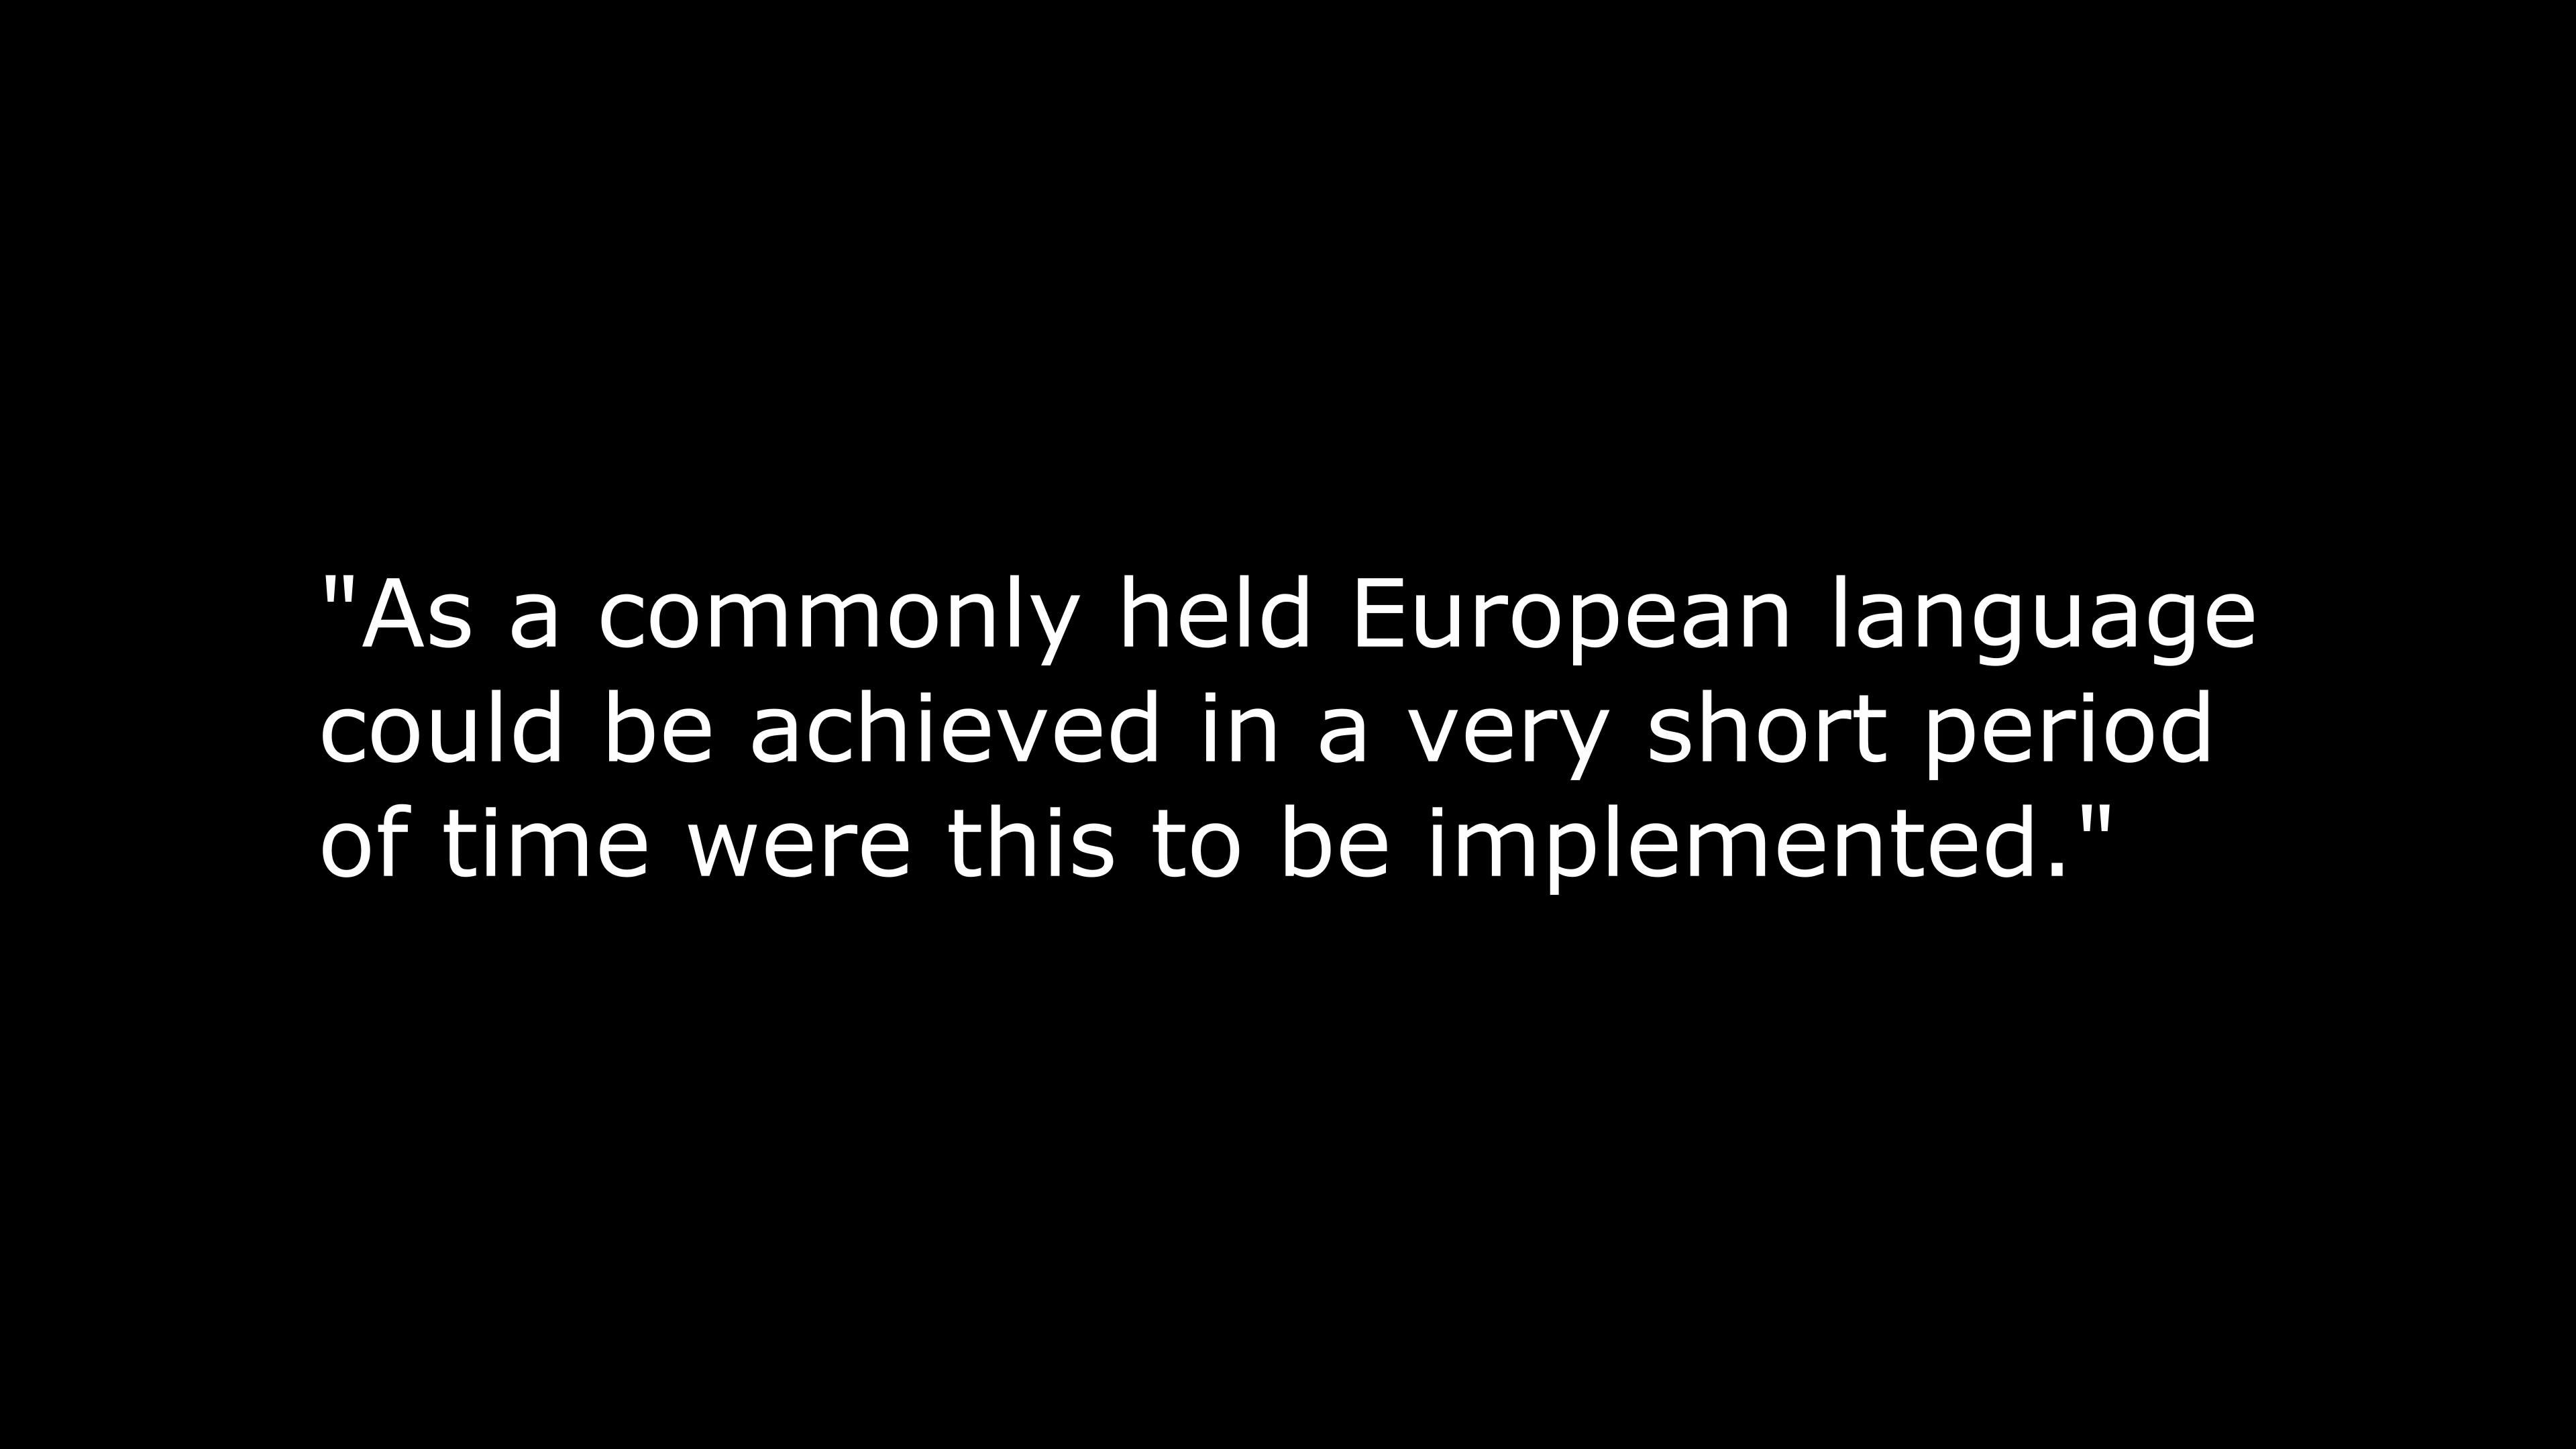 "As a commonly held European language
could be achieved in a very short period
of time were this to be implemented."